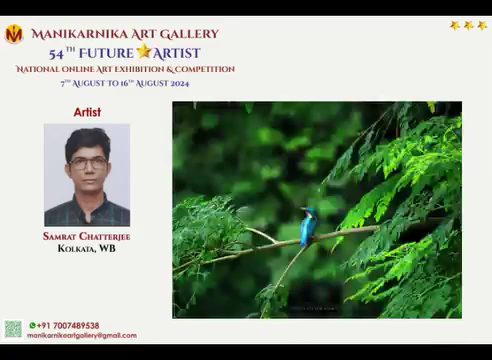 Manikarnika Art Gallery
54TH Future Artist
National Online Art Exhibition & Competition
7TH August to 16TH August 2024
Artist
Samrat Chatterjee
Kolkata, WB
+91 7007489538
manikarnikaartgallery@gmail.com